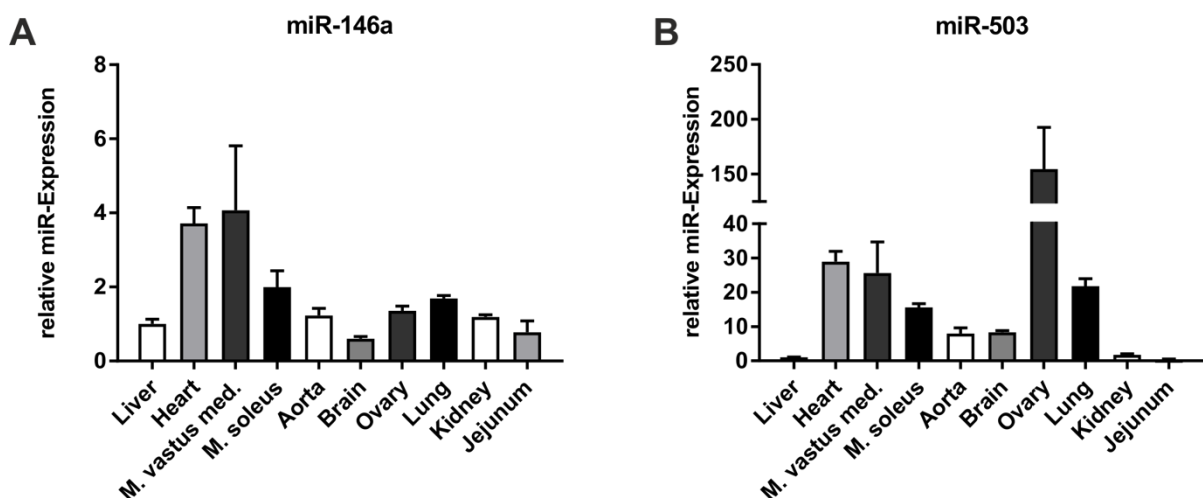 A
miR-146a
relative miR-Expression
8
6
4
2
0
Liver
Heart
M. vastus med.
M. soleus
Aorta
Brain
Ovary
Lung
Kidney
Jejunum
B
miR-503
relative miR-Expression
250
200
150
40
30
20
10
0
Liver
Heart
M. vastus med.
M. soleus
Aorta
Brain
Ovary
Lung
Kidney
Jejunum